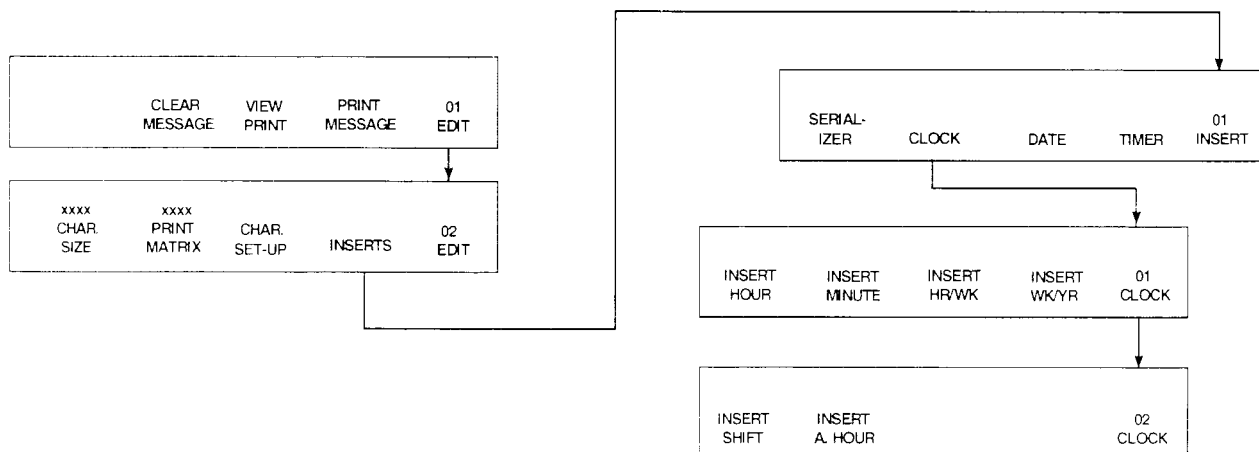 CLEAR VIEW PRINT 01
MESSAGE PRINT MESSAGE EDIT
xxxx xxxx 02
CHAR. PRINT CHAR. INSERTS EDIT
SIZE MATRIX SET-UP
SERIAL- CLOCK DATE TIMER 01
IZER INSERT
INSERT INSERT INSERT INSERT 01
HOUR MINUTE HR/WK WK/YR CLOCK
INSERT INSERT 02
SHIFT A. HOUR CLOCK